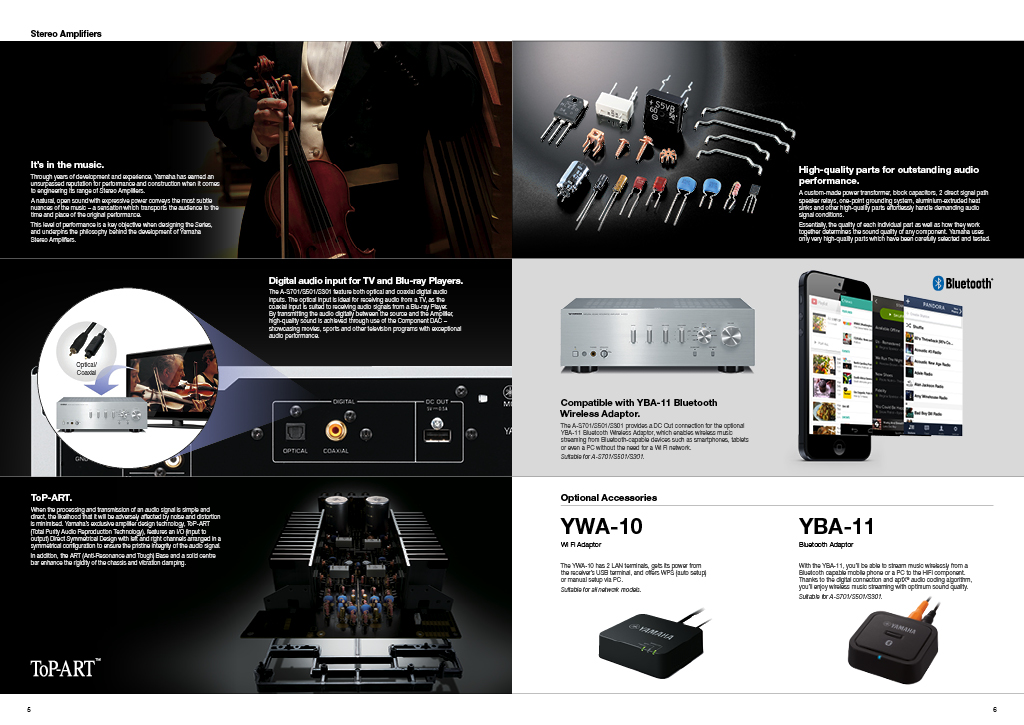 Stereo Amplifiers
It's in the music.
Through years of development and experience, Yamaha has earned an
unsurpassed reputation for performance and construction when it comes
to engineering its range of Stereo Amplifiers.
A natural, open sound with expressive power conveys the most subtle
nuances of the music – a sensation which transports the audience to the
time and place of the original performance.
This level of performance is a key objective when designing the Series,
and underpins the philosophy behind the development of Yamaha
Stereo Amplifiers.
High-quality parts for outstanding audio
performance.
A custom-made power transformer, block capacitors, 2 direct signal path
speaker relays, one-point grounding system, aluminium-extruded heat
sinks and other high-quality parts effortlessly handle demanding audio
signal conditions.
Essentially, the quality of each individual part as well as how they work
together determines the sound quality of any component. Yamaha uses
only very high-quality parts which have been carefully selected and tested.
Digital audio input for TV and Blu-ray Players.
The A-S701/S501/S301 feature both optical and coaxial digital audio
inputs. The optical input is ideal for receiving audio from a TV, as the
coaxial input is suited to receiving audio signals from a Blu-ray Player.
By transmitting the audio digitally between the source and the Amplifier,
high-quality sound is achieved through use of the Component DAC –
showcasing movies, sports and other television programs with exceptional
audio performance.
Optical/
Coaxial
DIGITAL
OPTICAL
COAXIAL
DC OUT
5V 0.5A
Bluetooth
PANDORA
Shuffle
Acoustic #3 Radio
Acoustic New Age Radio
Adele Radio
Alan Jackson Radio
Amy Winehouse Radio
Bad Boy Bill Radio
Compatible with YBA-11 Bluetooth
Wireless Adaptor.
The A-S701/S501/S301 provides a DC Out connection for the optional
YBA-11 Bluetooth Wireless Adaptor, which enables wireless music
streaming from Bluetooth-capable devices such as smartphones, tablets
or even a PC without the need for a Wi Fi network.
Suitable for A-S701/S501/S301.
ToP-ART.
When the processing and transmission of an audio signal is simple and
direct, the likelihood that it will be adversely affected by noise and distortion
is minimised. Yamaha's exclusive amplifier design technology, ToP-ART
(Total Purity Audio Reproduction Technology), features an I/O (input to
output) Direct Symmetrical Design with left and right channels arranged in a
symmetrical configuration to ensure the pristine integrity of the audio signal.
In addition, the ART (Anti-Resonance and Tough) Base and a solid centre
bar enhance the rigidity of the chassis and vibration damping.
ToP-ART™
Optional Accessories
YWA-10
Wi Fi Adaptor
The YWA-10 has 2 LAN terminals, gets its power from
the receiver's USB terminal, and offers WPS (auto setup)
or manual setup via PC.
Suitable for all network models.
YAMAHA
YBA-11
Bluetooth Adaptor
With the YBA-11, you'll be able to stream music wirelessly from a
Bluetooth capable mobile phone or a PC to the HiFi component.
Thanks to the digital connection and aptX® audio coding algorithm,
you'll enjoy wireless music streaming with optimum sound quality.
Suitable for A-S701/S501/S301.
YAMAHA
5
6